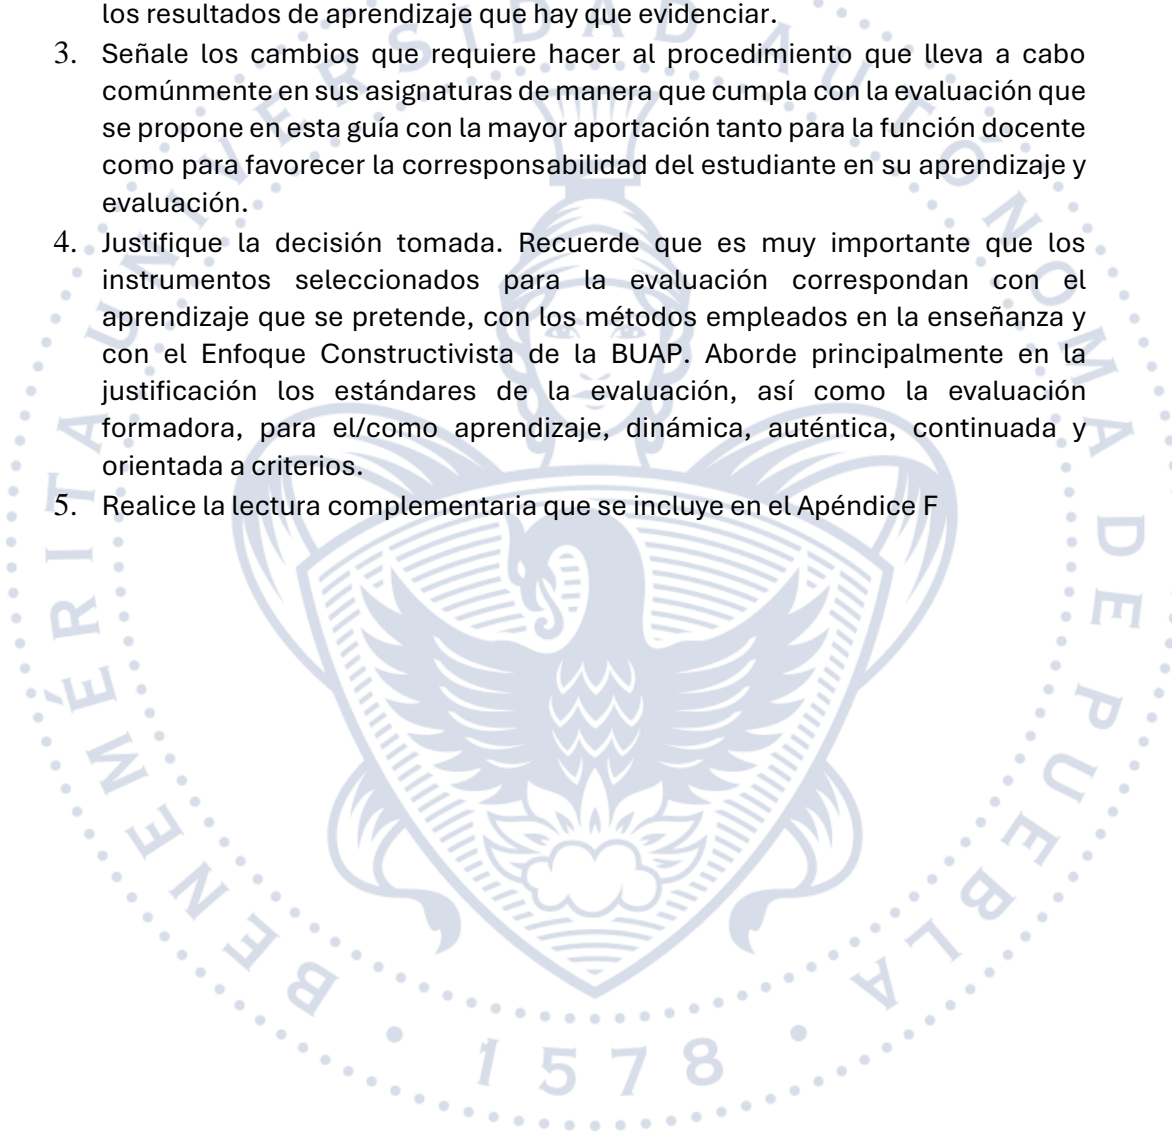 los resultados de aprendizaje que hay que evidenciar.
3. Señale los cambios que requiere hacer al procedimiento que lleva a cabo
comúnmente en sus asignaturas de manera que cumpla con la evaluación que
se propone en esta guía con la mayor aportación tanto para la función docente
como para favorecer la corresponsabilidad del estudiante en su aprendizaje y
evaluación.
4. Justifique la decisión tomada. Recuerde que es muy importante que los
instrumentos seleccionados para la evaluación correspondan con el
aprendizaje que se pretende, con los métodos empleados en la enseñanza y
con el Enfoque Constructivista de la BUAP. Aborde principalmente en la
justificación los estándares de la evaluación, así como la evaluación
formadora, para el/como aprendizaje, dinámica, auténtica, continuada y
orientada a criterios.
5. Realice la lectura complementaria que se incluye en el Apéndice F
BENEMÉRITA UNIVERSIDAD AUTÓNOMA DE PUEBLA
1578